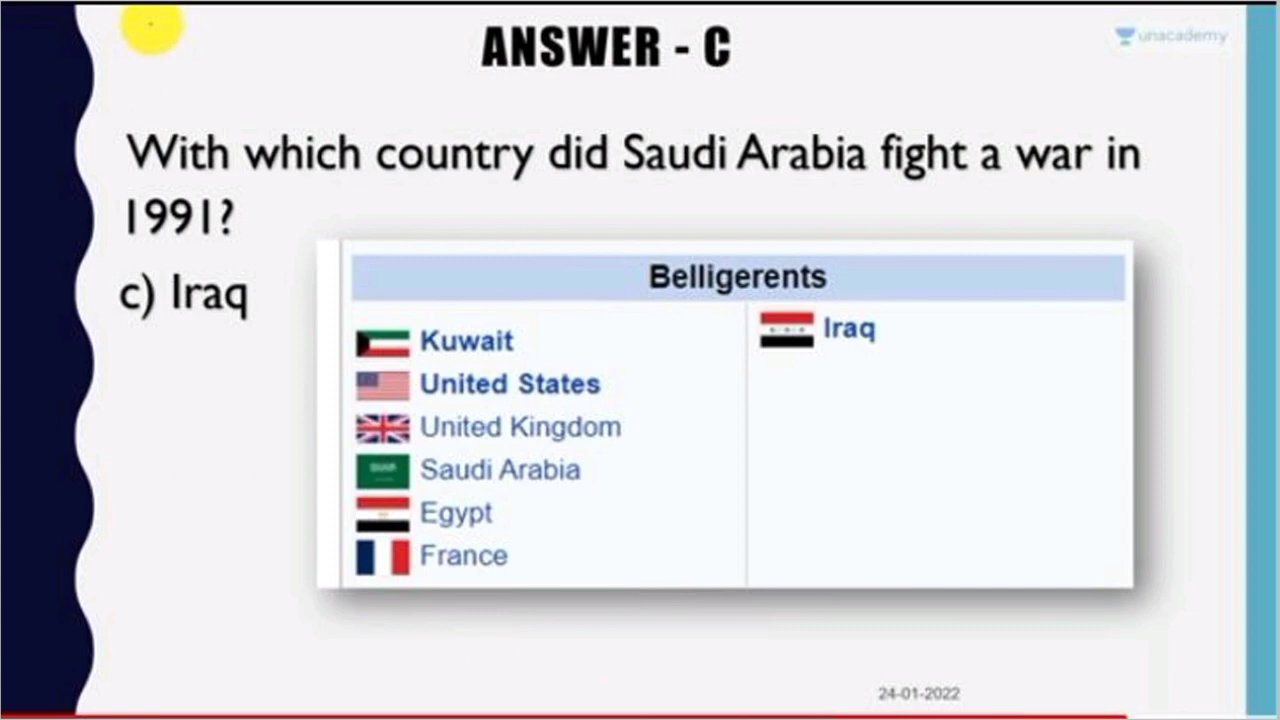 ANSWER - C
unacademy
With which country did Saudi Arabia fight a war in
1991?
c) Iraq
Belligerents
Kuwait
United States
United Kingdom
Saudi Arabia
Egypt
France
Iraq
24-01-2022